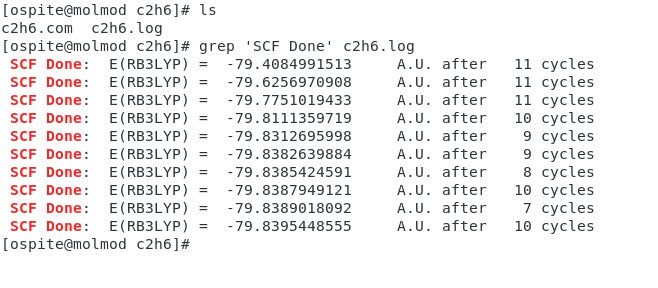 [ospite@molmod c2h6]# ls
c2h6.com  c2h6.log
[ospite@molmod c2h6]# grep 'SCF Done' c2h6.log
 SCF Done:  E(RB3LYP) =  -79.4084991513     A.U. after   11 cycles
 SCF Done:  E(RB3LYP) =  -79.6256970908     A.U. after   11 cycles
 SCF Done:  E(RB3LYP) =  -79.7751019433     A.U. after   11 cycles
 SCF Done:  E(RB3LYP) =  -79.8111359719     A.U. after   10 cycles
 SCF Done:  E(RB3LYP) =  -79.8312695998     A.U. after    9 cycles
 SCF Done:  E(RB3LYP) =  -79.8382639884     A.U. after    9 cycles
 SCF Done:  E(RB3LYP) =  -79.8385424591     A.U. after    8 cycles
 SCF Done:  E(RB3LYP) =  -79.8387949121     A.U. after   10 cycles
 SCF Done:  E(RB3LYP) =  -79.8389018092     A.U. after    7 cycles
 SCF Done:  E(RB3LYP) =  -79.8395448555     A.U. after   10 cycles
[ospite@molmod c2h6]#